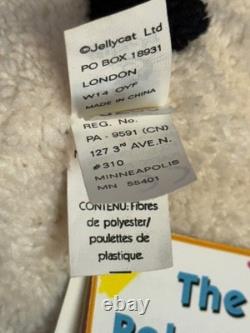 ©Jellycat Ltd
PO BOX 18931
LONDON
W14 OYF
MADE IN CHINA
REG. No.
PA - 9591 (CN)
127 3RD AVE.N.
#310
MINNEAPOLIS
MN 55401
CONTENU: Fibres
de polyester/
poulettes de
plastique.
The